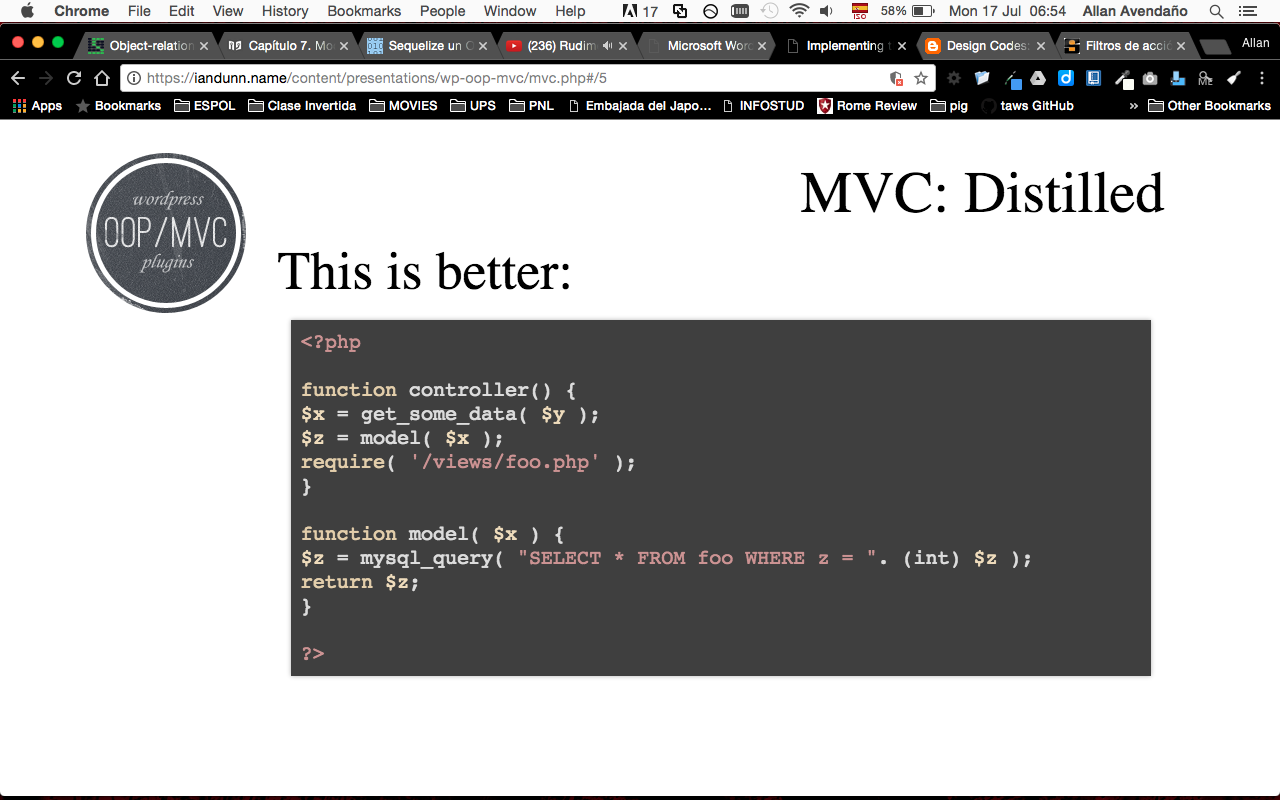 Chrome File Edit View History Bookmarks People Window Help 17 ISO 58% Mon 17 Jul 06:54 Allan Avendaño
Object-relation Capítulo 7. Mo Sequelize un O (236) Rudim Microsoft Word Implementing t Design Codes: Filtros de acció Allan
https://iandunn.name/content/presentations/wp-oop-mvc/mvc.php#/5
Apps Bookmarks ESPOL Clase Invertida MOVIES UPS PNL Embajada del Japo... INFOSTUD Rome Review pig taws GitHub » Other Bookmarks
wordpress
OOP/MVC
plugins
MVC: Distilled
This is better:
<?php
function controller() {
$x = get_some_data( $y );
$z = model( $x );
require( '/views/foo.php' );
}
function model( $x ) {
$z = mysql_query( "SELECT * FROM foo WHERE z = ". (int) $z );
return $z;
}
?>